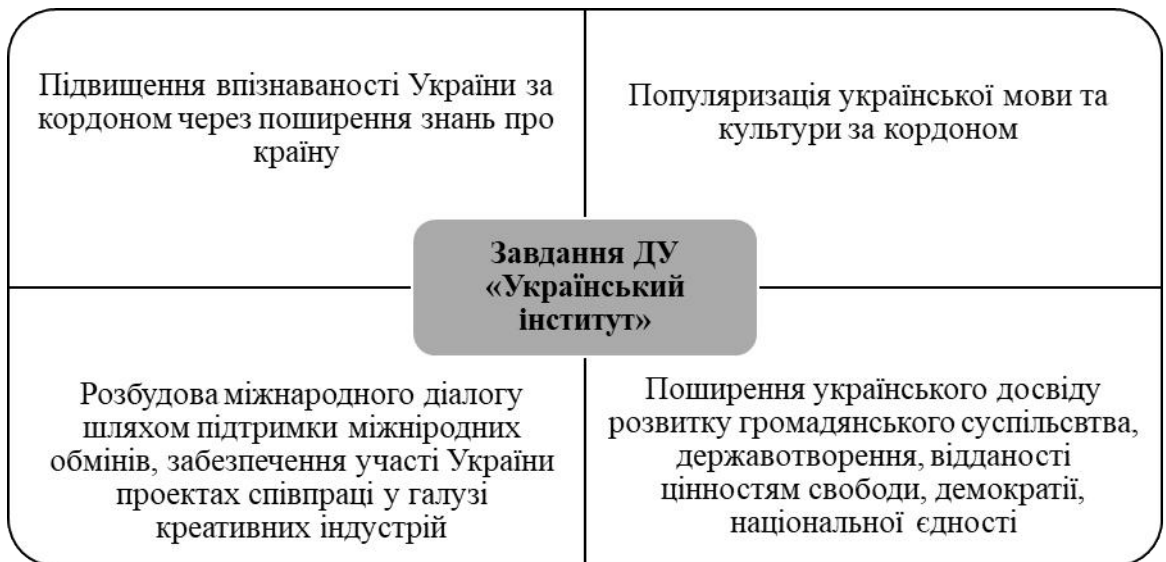 Підвищення впізнаваності України за
кордоном через поширення знань про
країну
Популяризація української мови та
культури за кордоном
Завдання ДУ
«Український
інститут»
Розбудова міжнародного діалогу
шляхом підтримки міжніродних
обмінів, забезпечення участі України
проектах співпраці у галузі
креативних індустрій
Поширення українського досвіду
розвитку громадянського суспільсвтва,
державотворення, відданості
цінностям свободи, демократії,
національної єдності